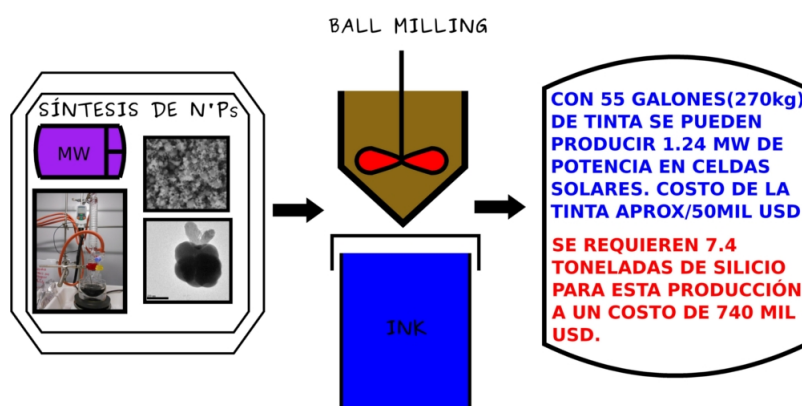 BALL MILLING
SÍNTESIS DE N'Ps
MW
INK
CON 55 GALONES(270kg)
DE TINTA SE PUEDEN
PRODUCIR 1.24 MW DE
POTENCIA EN CELDAS
SOLARES. COSTO DE LA
TINTA APROX/50MIL USD
SE REQUIEREN 7.4
TONELADAS DE SILICIO
PARA ESTA PRODUCCIÓN
A UN COSTO DE 740 MIL
USD.